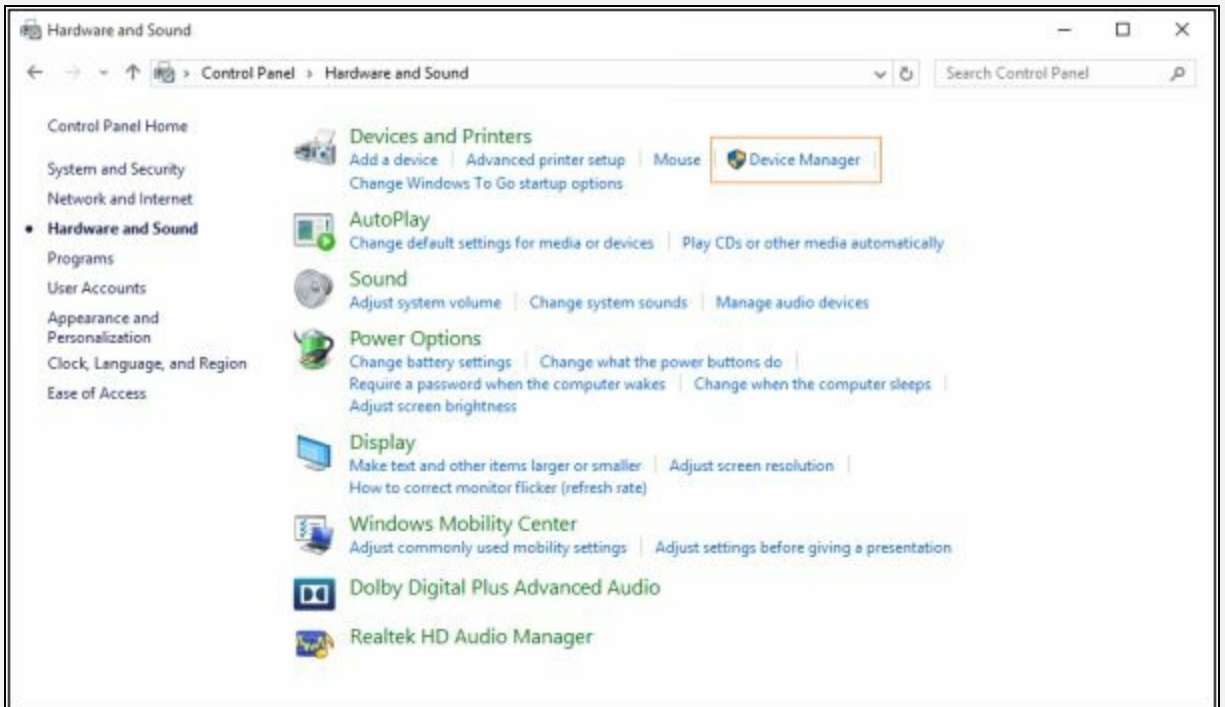 Hardware and Sound
Control Panel > Hardware and Sound
Search Control Panel
Control Panel Home
System and Security
Network and Internet
Hardware and Sound
Programs
User Accounts
Appearance and
Personalization
Clock, Language, and Region
Ease of Access
Devices and Printers
Add a device | Advanced printer setup | Mouse | Device Manager |
Change Windows To Go startup options
AutoPlay
Change default settings for media or devices | Play CDs or other media automatically
Sound
Adjust system volume | Change system sounds | Manage audio devices
Power Options
Change battery settings | Change what the power buttons do |
Require a password when the computer wakes | Change when the computer sleeps |
Adjust screen brightness
Display
Make text and other items larger or smaller | Adjust screen resolution |
How to correct monitor flicker (refresh rate)
Windows Mobility Center
Adjust commonly used mobility settings | Adjust settings before giving a presentation
Dolby Digital Plus Advanced Audio
Realtek HD Audio Manager